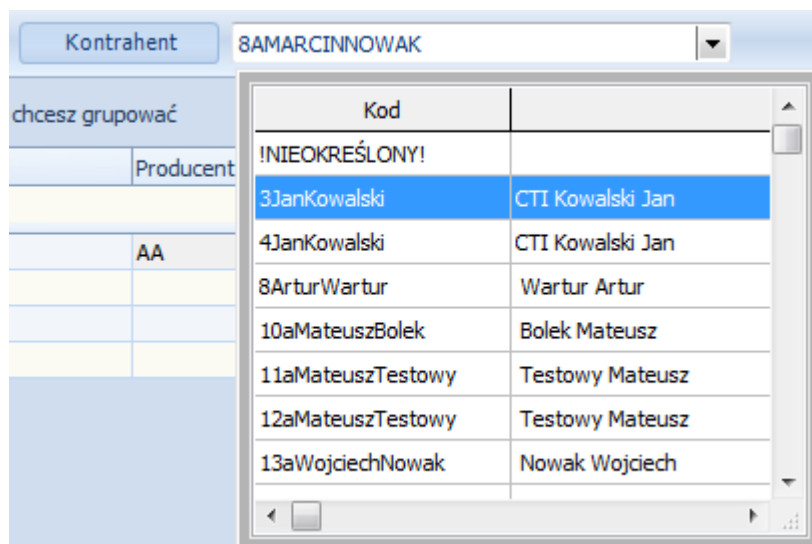 Kontrahent 8AMARCINNOWAK
chcesz grupować
Producent
AA
Kod
!NIEOKREŚLONY!
3JanKowalski CTI Kowalski Jan
4JanKowalski CTI Kowalski Jan
8ArturWartur Wartur Artur
10aMateuszBolek Bolek Mateusz
11aMateuszTestowy Testowy Mateusz
12aMateuszTestowy Testowy Mateusz
13aWojciechNowak Nowak Wojciech